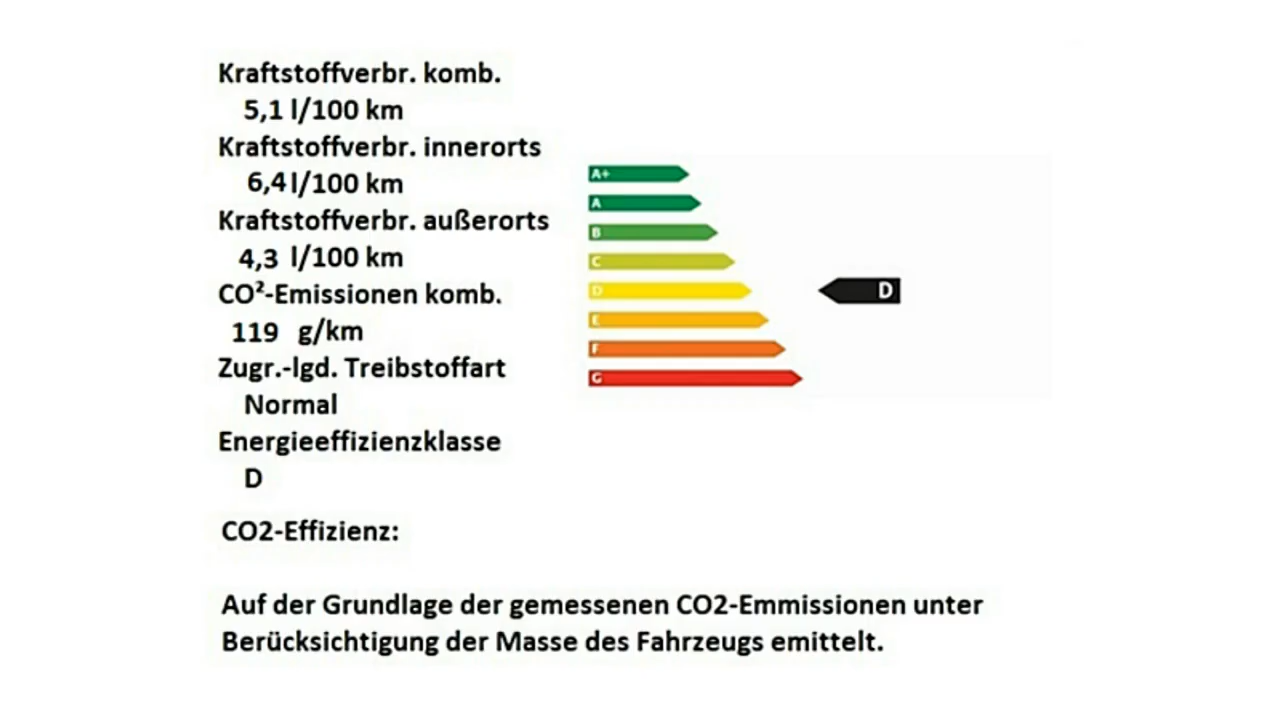 Kraftstoffverbr. komb.
5,1 l/100 km
Kraftstoffverbr. innerorts
6,4 l/100 km
Kraftstoffverbr. außerorts
4,3 l/100 km
CO²-Emissionen komb.
119 g/km
Zugr.-lgd. Treibstoffart
Normal
Energieeffizienzklasse
D
A+
A
B
C
D
D
E
F
G
CO2-Effizienz:
Auf der Grundlage der gemessenen CO2-Emmissionen unter
Berücksichtigung der Masse des Fahrzeugs emittelt.